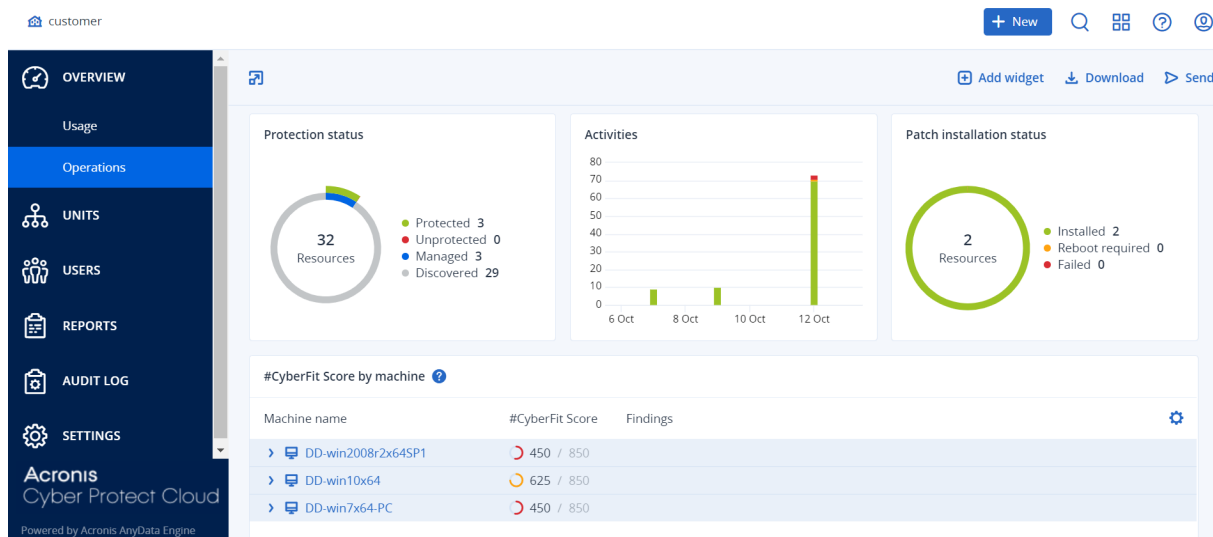 customer
+ New
OVERVIEW
Usage
Operations
UNITS
USERS
REPORTS
AUDIT LOG
SETTINGS
Acronis
Cyber Protect Cloud
Powered by Acronis AnyData Engine
Add widget
Download
Send
Protection status
32
Resources
Protected 3
Unprotected 0
Managed 3
Discovered 29
Activities
80
70
60
50
40
30
20
10
0
6 Oct 8 Oct 10 Oct 12 Oct
Patch installation status
2
Resources
Installed 2
Reboot required 0
Failed 0
#CyberFit Score by machine ?
Machine name #CyberFit Score Findings
DD-win2008r2x64SP1 450 / 850
DD-win10x64 625 / 850
DD-win7x64-PC 450 / 850